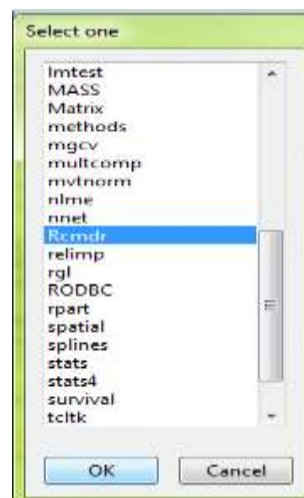 Select one
lmtest
MASS
Matrix
methods
mgcv
multcomp
mvtnorm
nlme
nnet
Rcmdr
relimp
rgl
RODBC
rpart
spatial
splines
stats
stats4
survival
tcltk
OK
Cancel